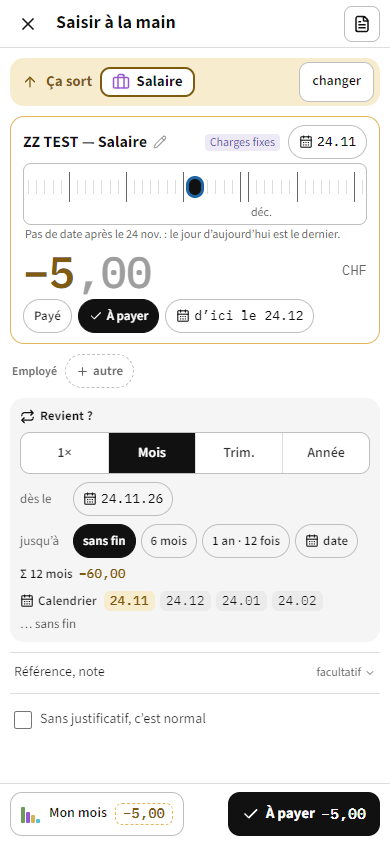 Saisir à la main
Ça sort Salaire changer
ZZ TEST — Salaire Charges fixes 24.11
déc.
Pas de date après le 24 nov. : le jour d’aujourd’hui est le dernier.
−5,00 CHF
Payé À payer d’ici le 24.12
Employé + autre
Revient ?
1× Mois Trim. Année
dès le 24.11.26
jusqu’à sans fin 6 mois 1 an · 12 fois date
Σ 12 mois −60,00
Calendrier 24.11 24.12 24.01 24.02
… sans fin
Référence, note facultatif
Sans justificatif, c’est normal
Mon mois −5,00 À payer −5,00